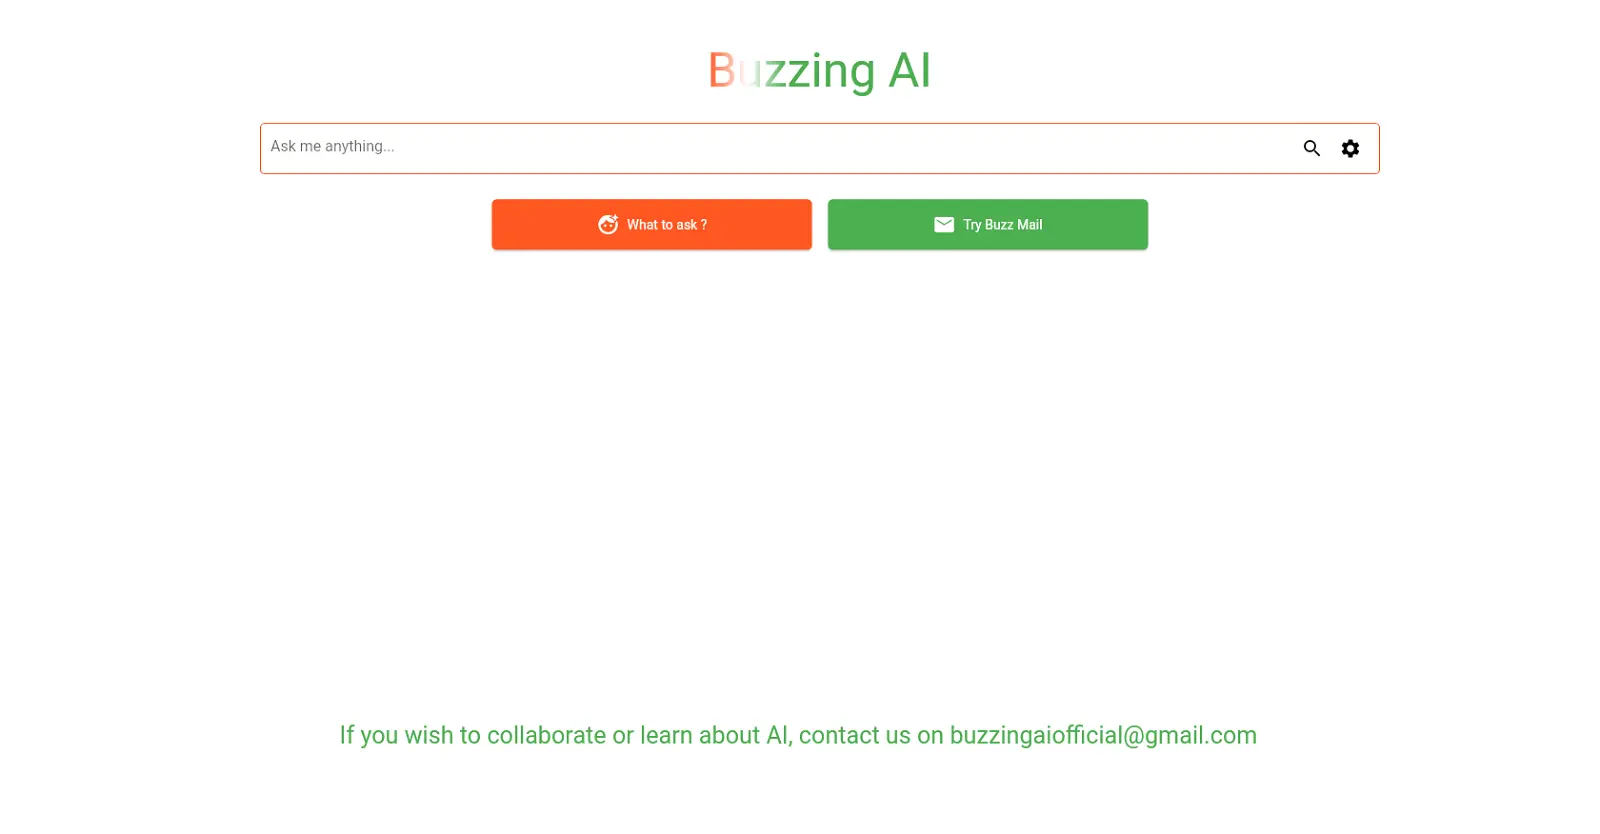 Buzzing AI
Ask me anything...
What to ask ?
Try Buzz Mail
If you wish to collaborate or learn about AI, contact us on buzzingaiofficial@gmail.com